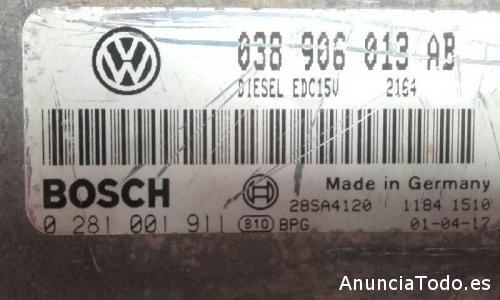 038 906 013 AB
DIESEL EDC15V 2164
BOSCH
Made in Germany
28SA4120 1184 1510
0 281 001 911 810 BPG 01-04-17
AnunciaTodo.es